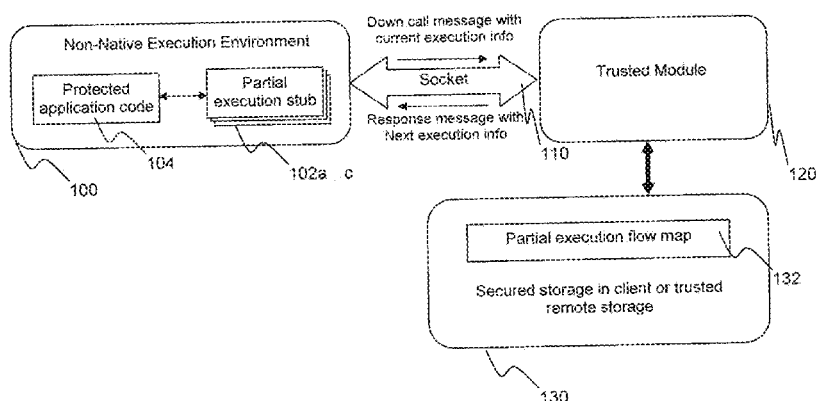 Non-Native Execution Environment
Protected
application code
Partial
execution stub
104
102a...c
100
Down call message with
current execution info
Socket
Response message with
Next execution info
110
Trusted Module
120
Partial execution flow map
132
Secured storage in client or trusted
remote storage
130